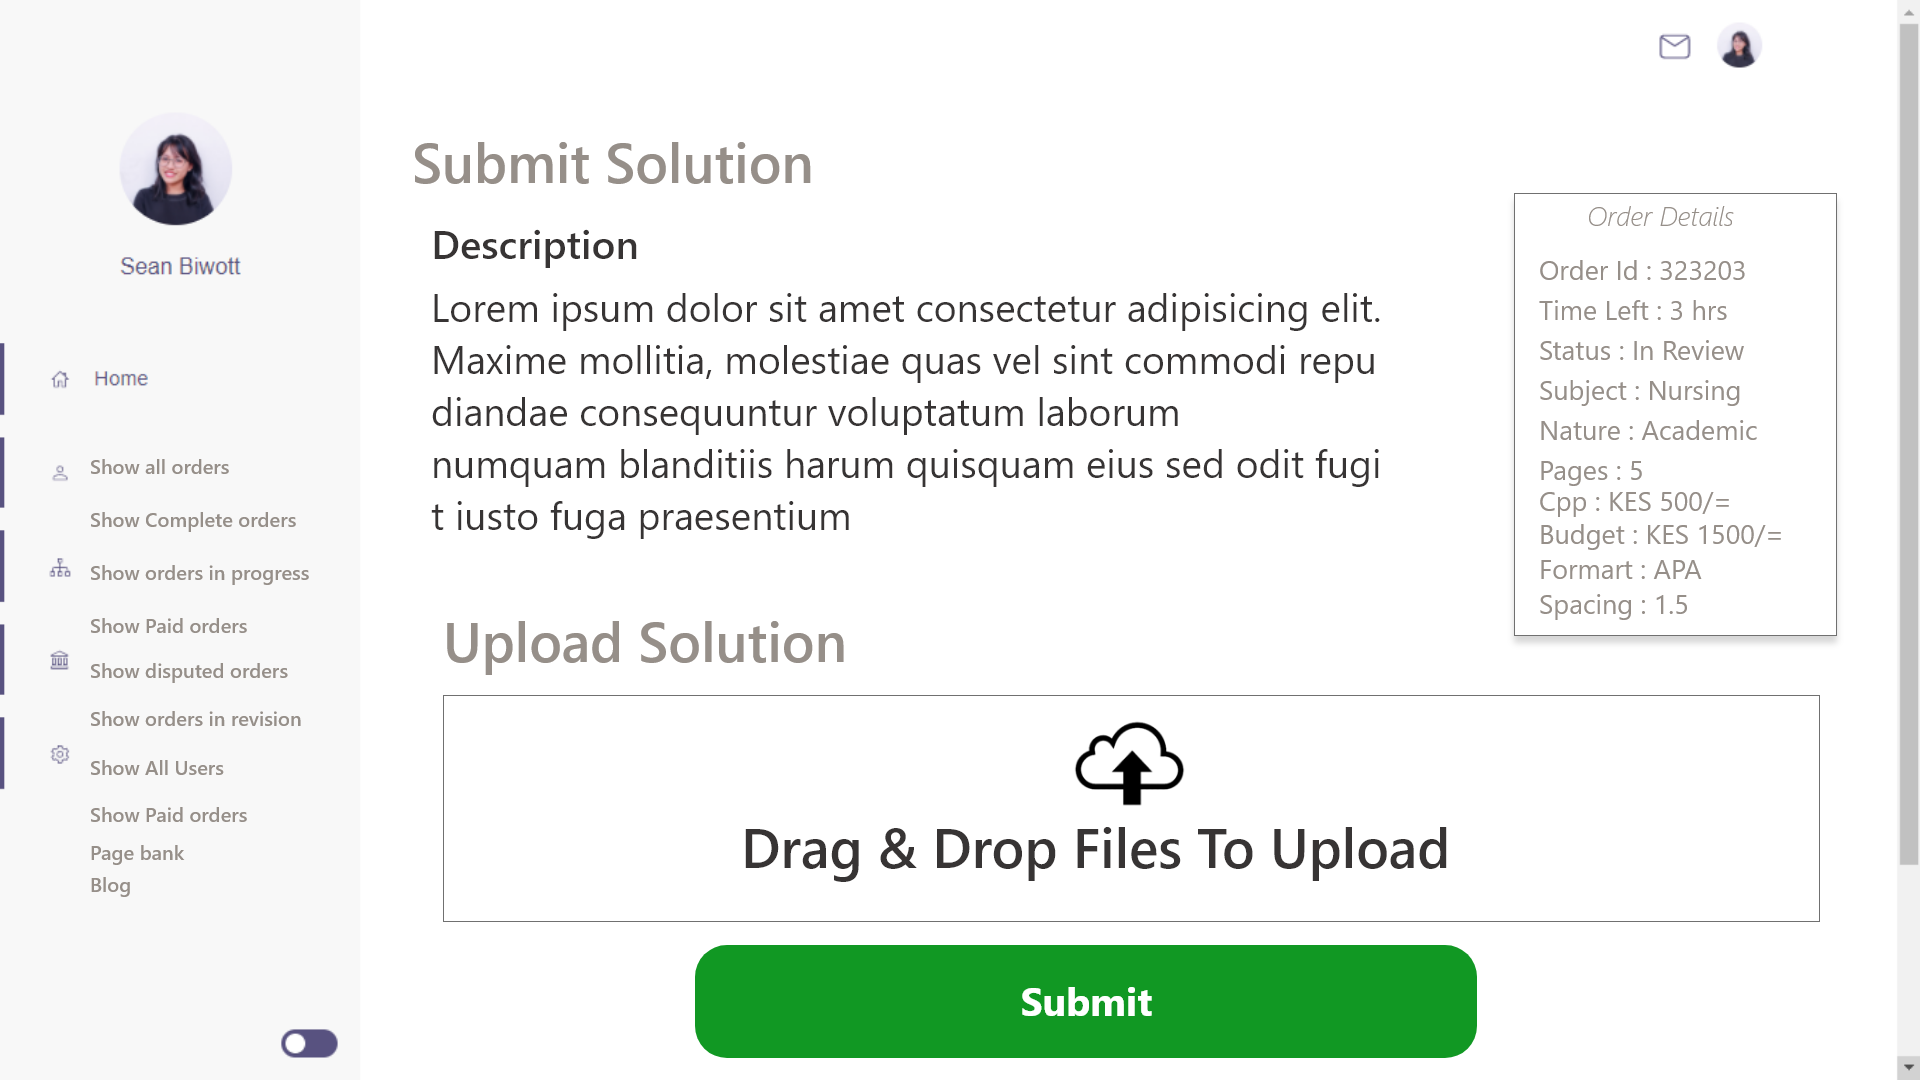 Sean Biwott
Home
Show all orders
Show Complete orders
Show orders in progress
Show Paid orders
Show disputed orders
Show orders in revision
Show All Users
Show Paid orders
Page bank
Blog
Submit Solution
Description
Lorem ipsum dolor sit amet consectetur adipisicing elit.
Maxime mollitia, molestiae quas vel sint commodi repu
diandae consequuntur voluptatum laborum
numquam blanditiis harum quisquam eius sed odit fugi
t iusto fuga praesentium
Order Details
Order Id : 323203
Time Left : 3 hrs
Status : In Review
Subject : Nursing
Nature : Academic
Pages : 5
Cpp : KES 500/=
Budget : KES 1500/=
Formart : APA
Spacing : 1.5
Upload Solution
Drag & Drop Files To Upload
Submit